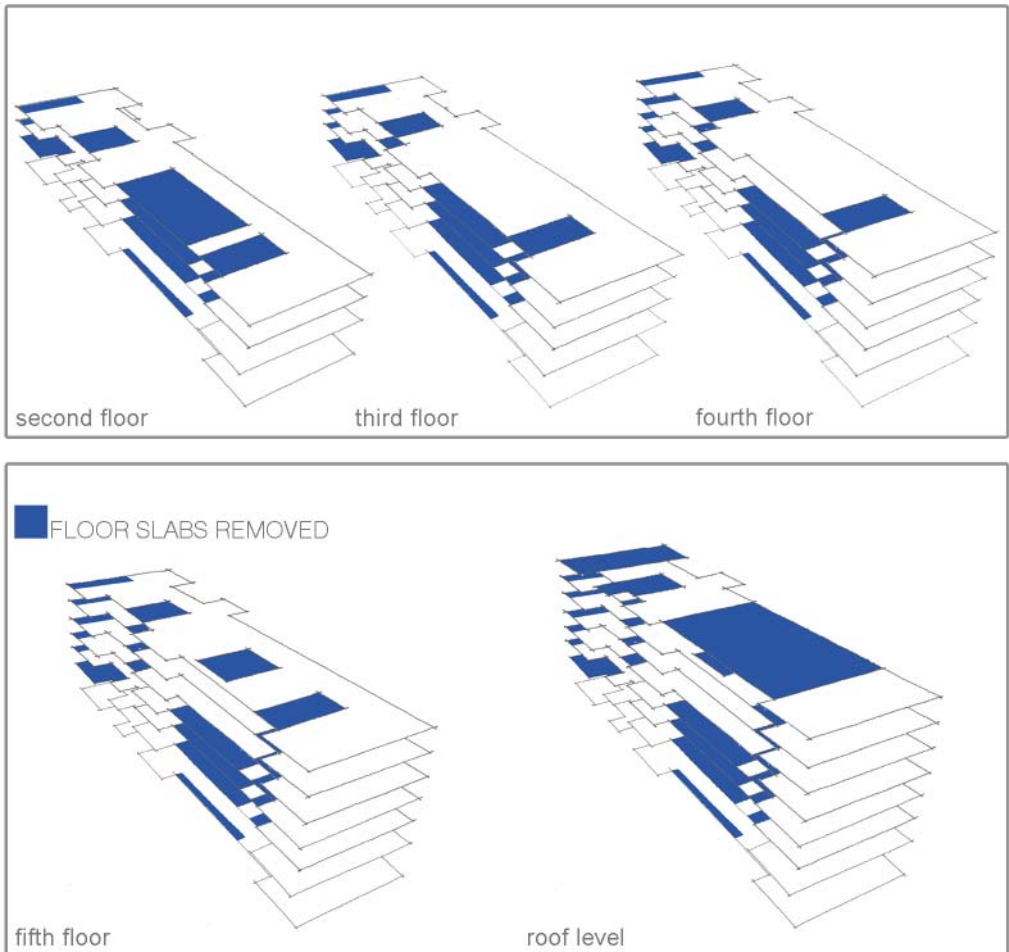 second floor
third floor
fourth floor
FLOOR SLABS REMOVED
fifth floor
roof level